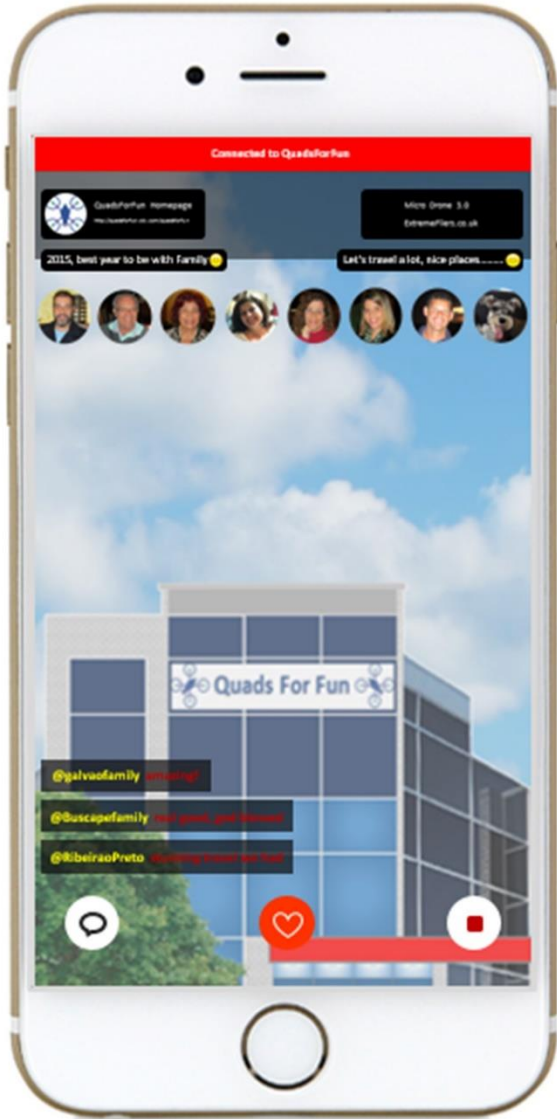 Connected to QuadsForFun
QuadsForFun Homepage
Micro Drone 3.0
ExtremeFliers.co.uk
2015, best year to be with Family
Let's travel a lot, nice places
Quads For Fun
@galvaofamily amazing!
@Buscapefamily
@RibeiraoPreto